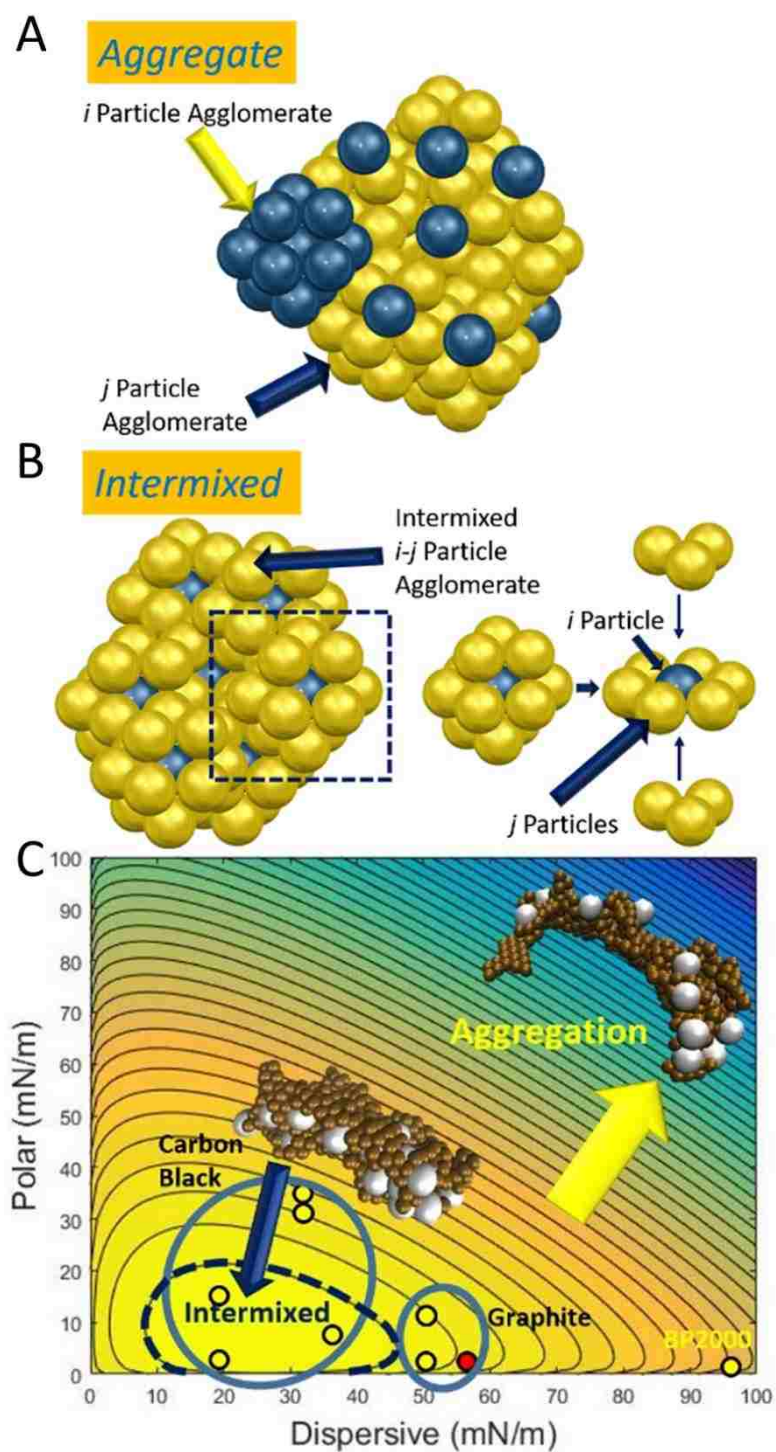 A
Aggregate
i Particle Agglomerate
j Particle
Agglomerate
B
Intermixed
Intermixed
i-j Particle
Agglomerate
i Particle
j Particles
C
100
90
80
70
60
50
40
30
20
10
0
Polar (mN/m)
Aggregation
Carbon
Black
Intermixed
Graphite
BP2000
0
10
20
30
40
50
60
70
80
90
100
Dispersive (mN/m)